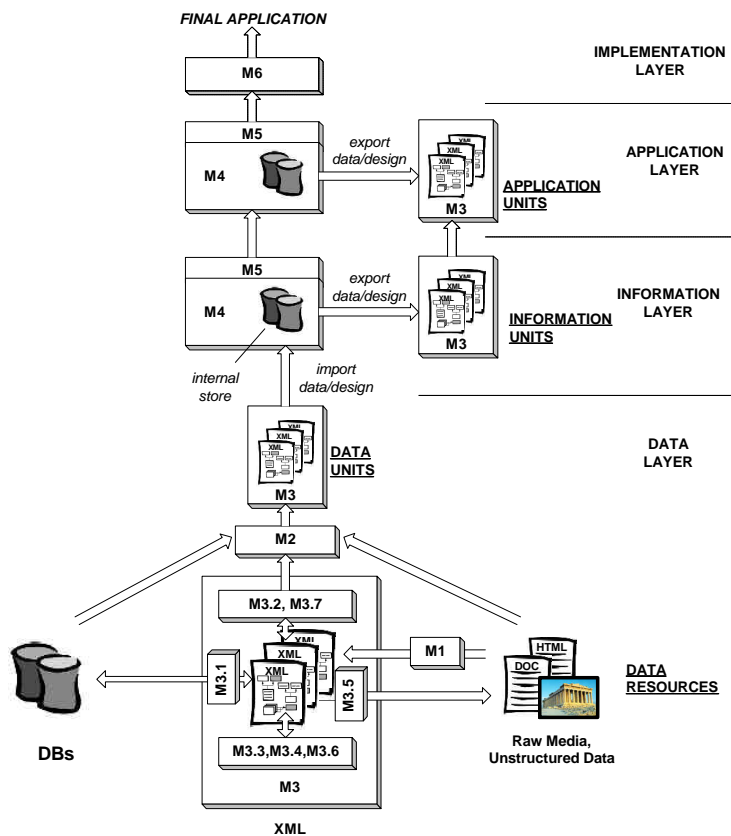 FINAL APPLICATION
M6
IMPLEMENTATION
LAYER
M5
M4
export
data/design
XML
XML
XML
M3
APPLICATION
UNITS
APPLICATION
LAYER
M5
M4
export
data/design
XML
XML
XML
M3
INFORMATION
UNITS
INFORMATION
LAYER
internal
store
import
data/design
XML
XML
XML
M3
DATA
UNITS
DATA
LAYER
M2
M3.2, M3.7
XML
XML
XML
M3.1
M3.5
M1
M3.3,M3.4,M3.6
M3
XML
DBs
HTML
DOC
DATA
RESOURCES
Raw Media,
Unstructured Data